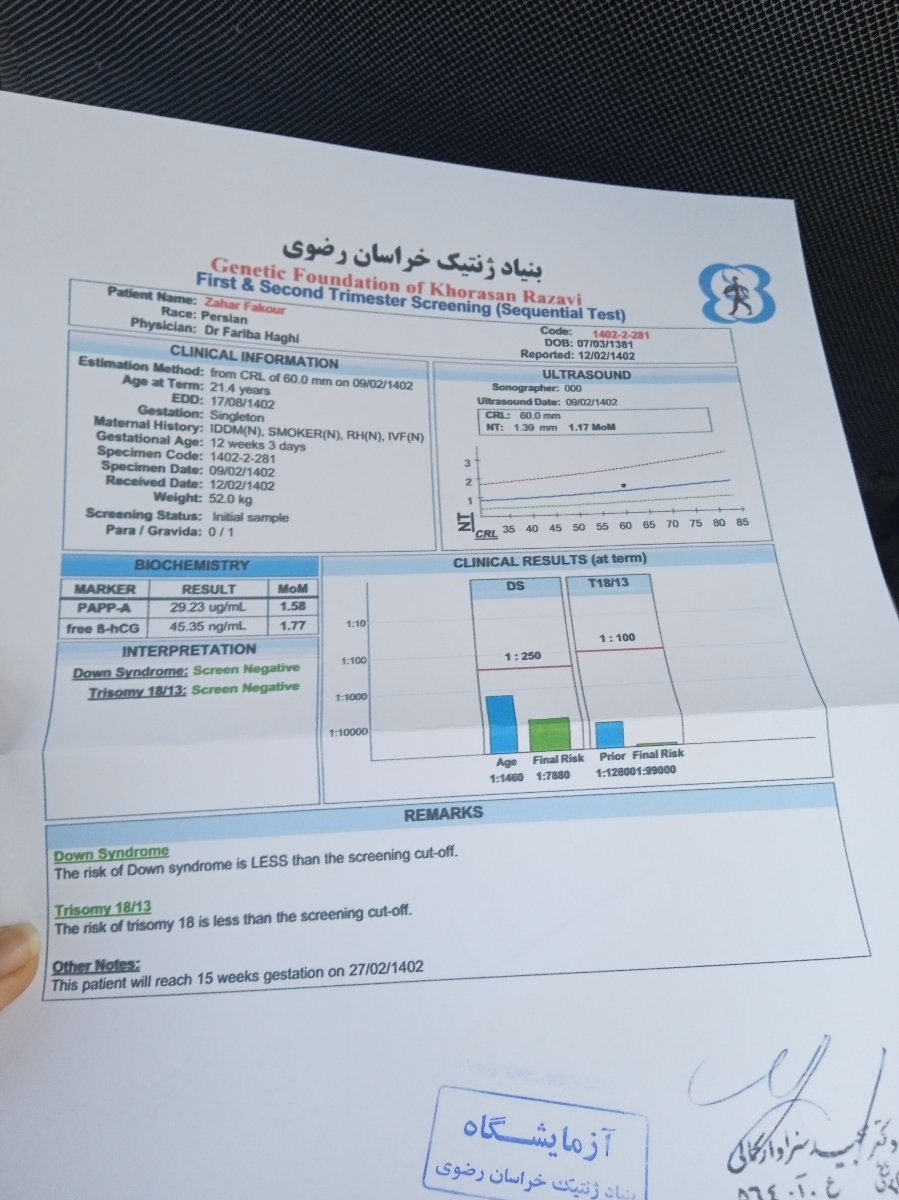 بنیاد ژنتیک خراسان رضوی
Genetic Foundation of Khorasan Razavi
First & Second Trimester Screening (Sequential Test)
Patient Name: Zahar Fakour
Race: Persian
Physician: Dr Fariba Haghi
Code: 1402-2-281
DOB: 07/03/1381
Reported: 12/02/1402
CLINICAL INFORMATION
Estimation Method: from CRL of 60.0 mm on 09/02/1402
Age at Term: 21.4 years
EDD: 17/08/1402
Gestation: Singleton
Maternal History: IDDM(N), SMOKER(N), RH(N), IVF(N)
Gestational Age: 12 weeks 3 days
Specimen Code: 1402-2-281
Specimen Date: 09/02/1402
Received Date: 12/02/1402
Weight: 52.0 kg
Screening Status: Initial sample
Para / Gravida: 0 / 1
ULTRASOUND
Sonographer: 000
Ultrasound Date: 09/02/1402
CRL: 60.0 mm
NT: 1.39 mm 1.17 MoM
3
2
1
NT
CRL 35 40 45 50 55 60 65 70 75 80 85
BIOCHEMISTRY
MARKER RESULT MoM
PAPP-A 29.23 ug/mL 1.58
free ß-hCG 45.35 ng/mL 1.77
INTERPRETATION
Down Syndrome: Screen Negative
Trisomy 18/13: Screen Negative
CLINICAL RESULTS (at term)
DS T18/13
1:10
1:100
1:1000
1:10000
1 : 250
1 : 100
Age Final Risk Prior Final Risk
1:1460 1:7880 1:12800 1:99000
REMARKS
Down Syndrome
The risk of Down syndrome is LESS than the screening cut-off.
Trisomy 18/13
The risk of trisomy 18 is less than the screening cut-off.
Other Notes:
This patient will reach 15 weeks gestation on 27/02/1402
آزمایشگاه
بنیاد ژنتیک خراسان رضوی